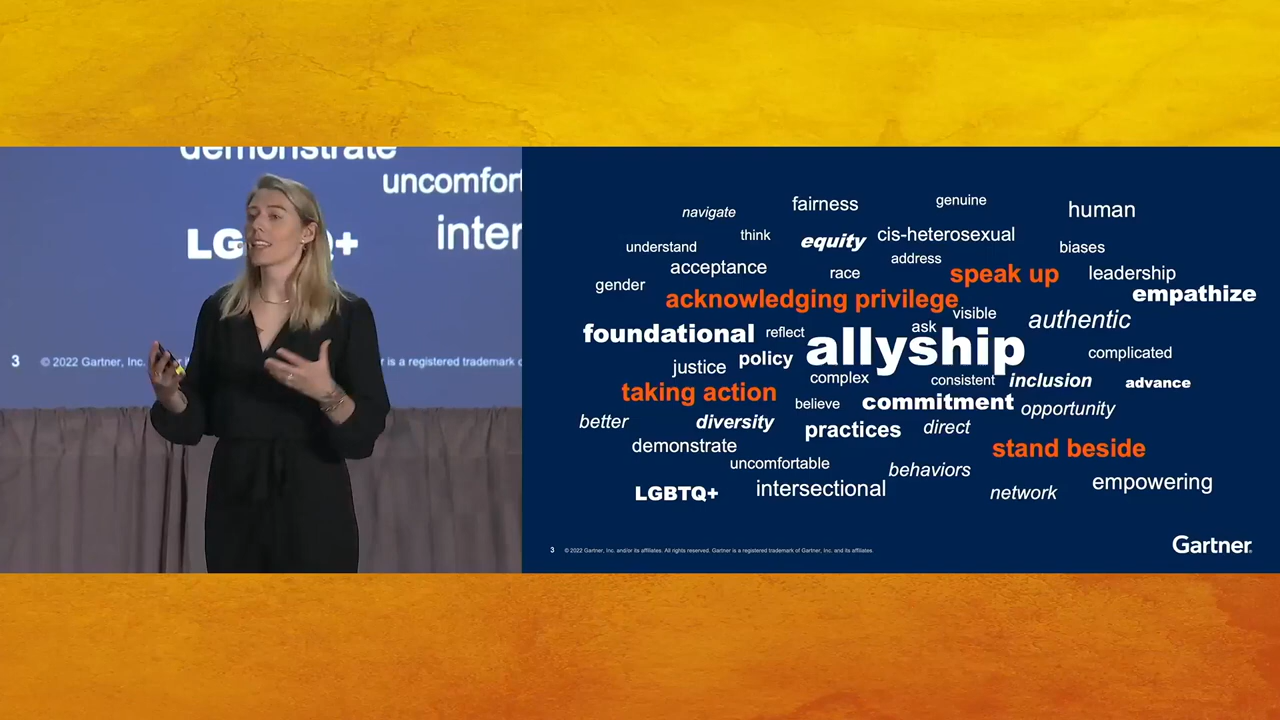 demonstrate
uncomfort
LG Q+
inter
3 © 2022 Gartner, Inc. r is a registered trademark o
navigate fairness genuine human
understand think equity cis-heterosexual biases
acceptance race address speak up leadership
gender acknowledging privilege visible empathize
foundational reflect allyship ask authentic
justice policy complex consistent inclusion complicated advance
taking action believe commitment opportunity
better diversity practices direct
demonstrate stand beside
uncomfortable behaviors
LGBTQ+ intersectional network empowering
3 © 2022 Gartner, Inc. and/or its affiliates. All rights reserved. Gartner is a registered trademark of Gartner, Inc. and its affiliates.
Gartner